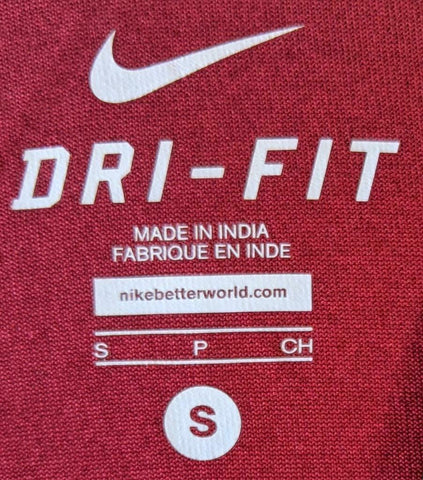 DRI-FIT
MADE IN INDIA
FABRIQUE EN INDE
nikebetterworld.com
S P CH
S